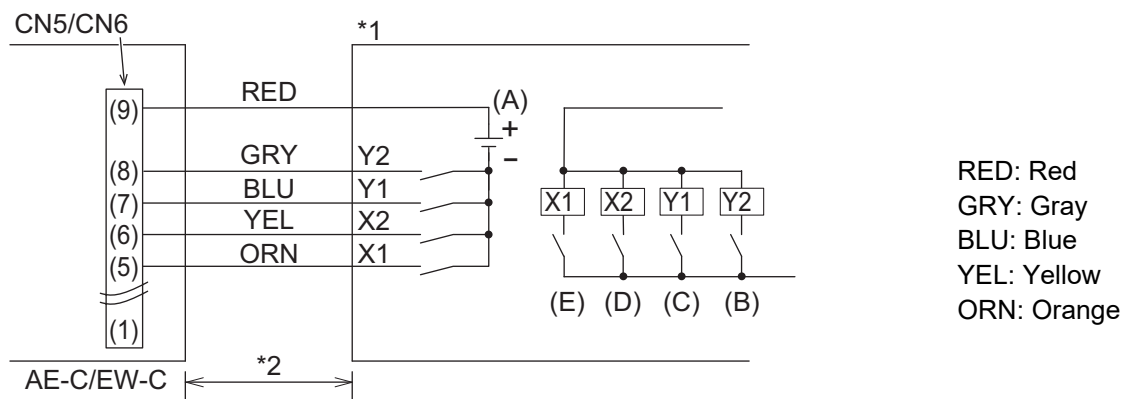 CN5/CN6
*1
(9)
RED
(A)
+
−
(8)
GRY
Y2
(7)
BLU
Y1
(6)
YEL
X2
(5)
ORN
X1
(1)
X1 X2 Y1 Y2
(E) (D) (C) (B)
AE-C/EW-C
*2
RED: Red
GRY: Gray
BLU: Blue
YEL: Yellow
ORN: Orange